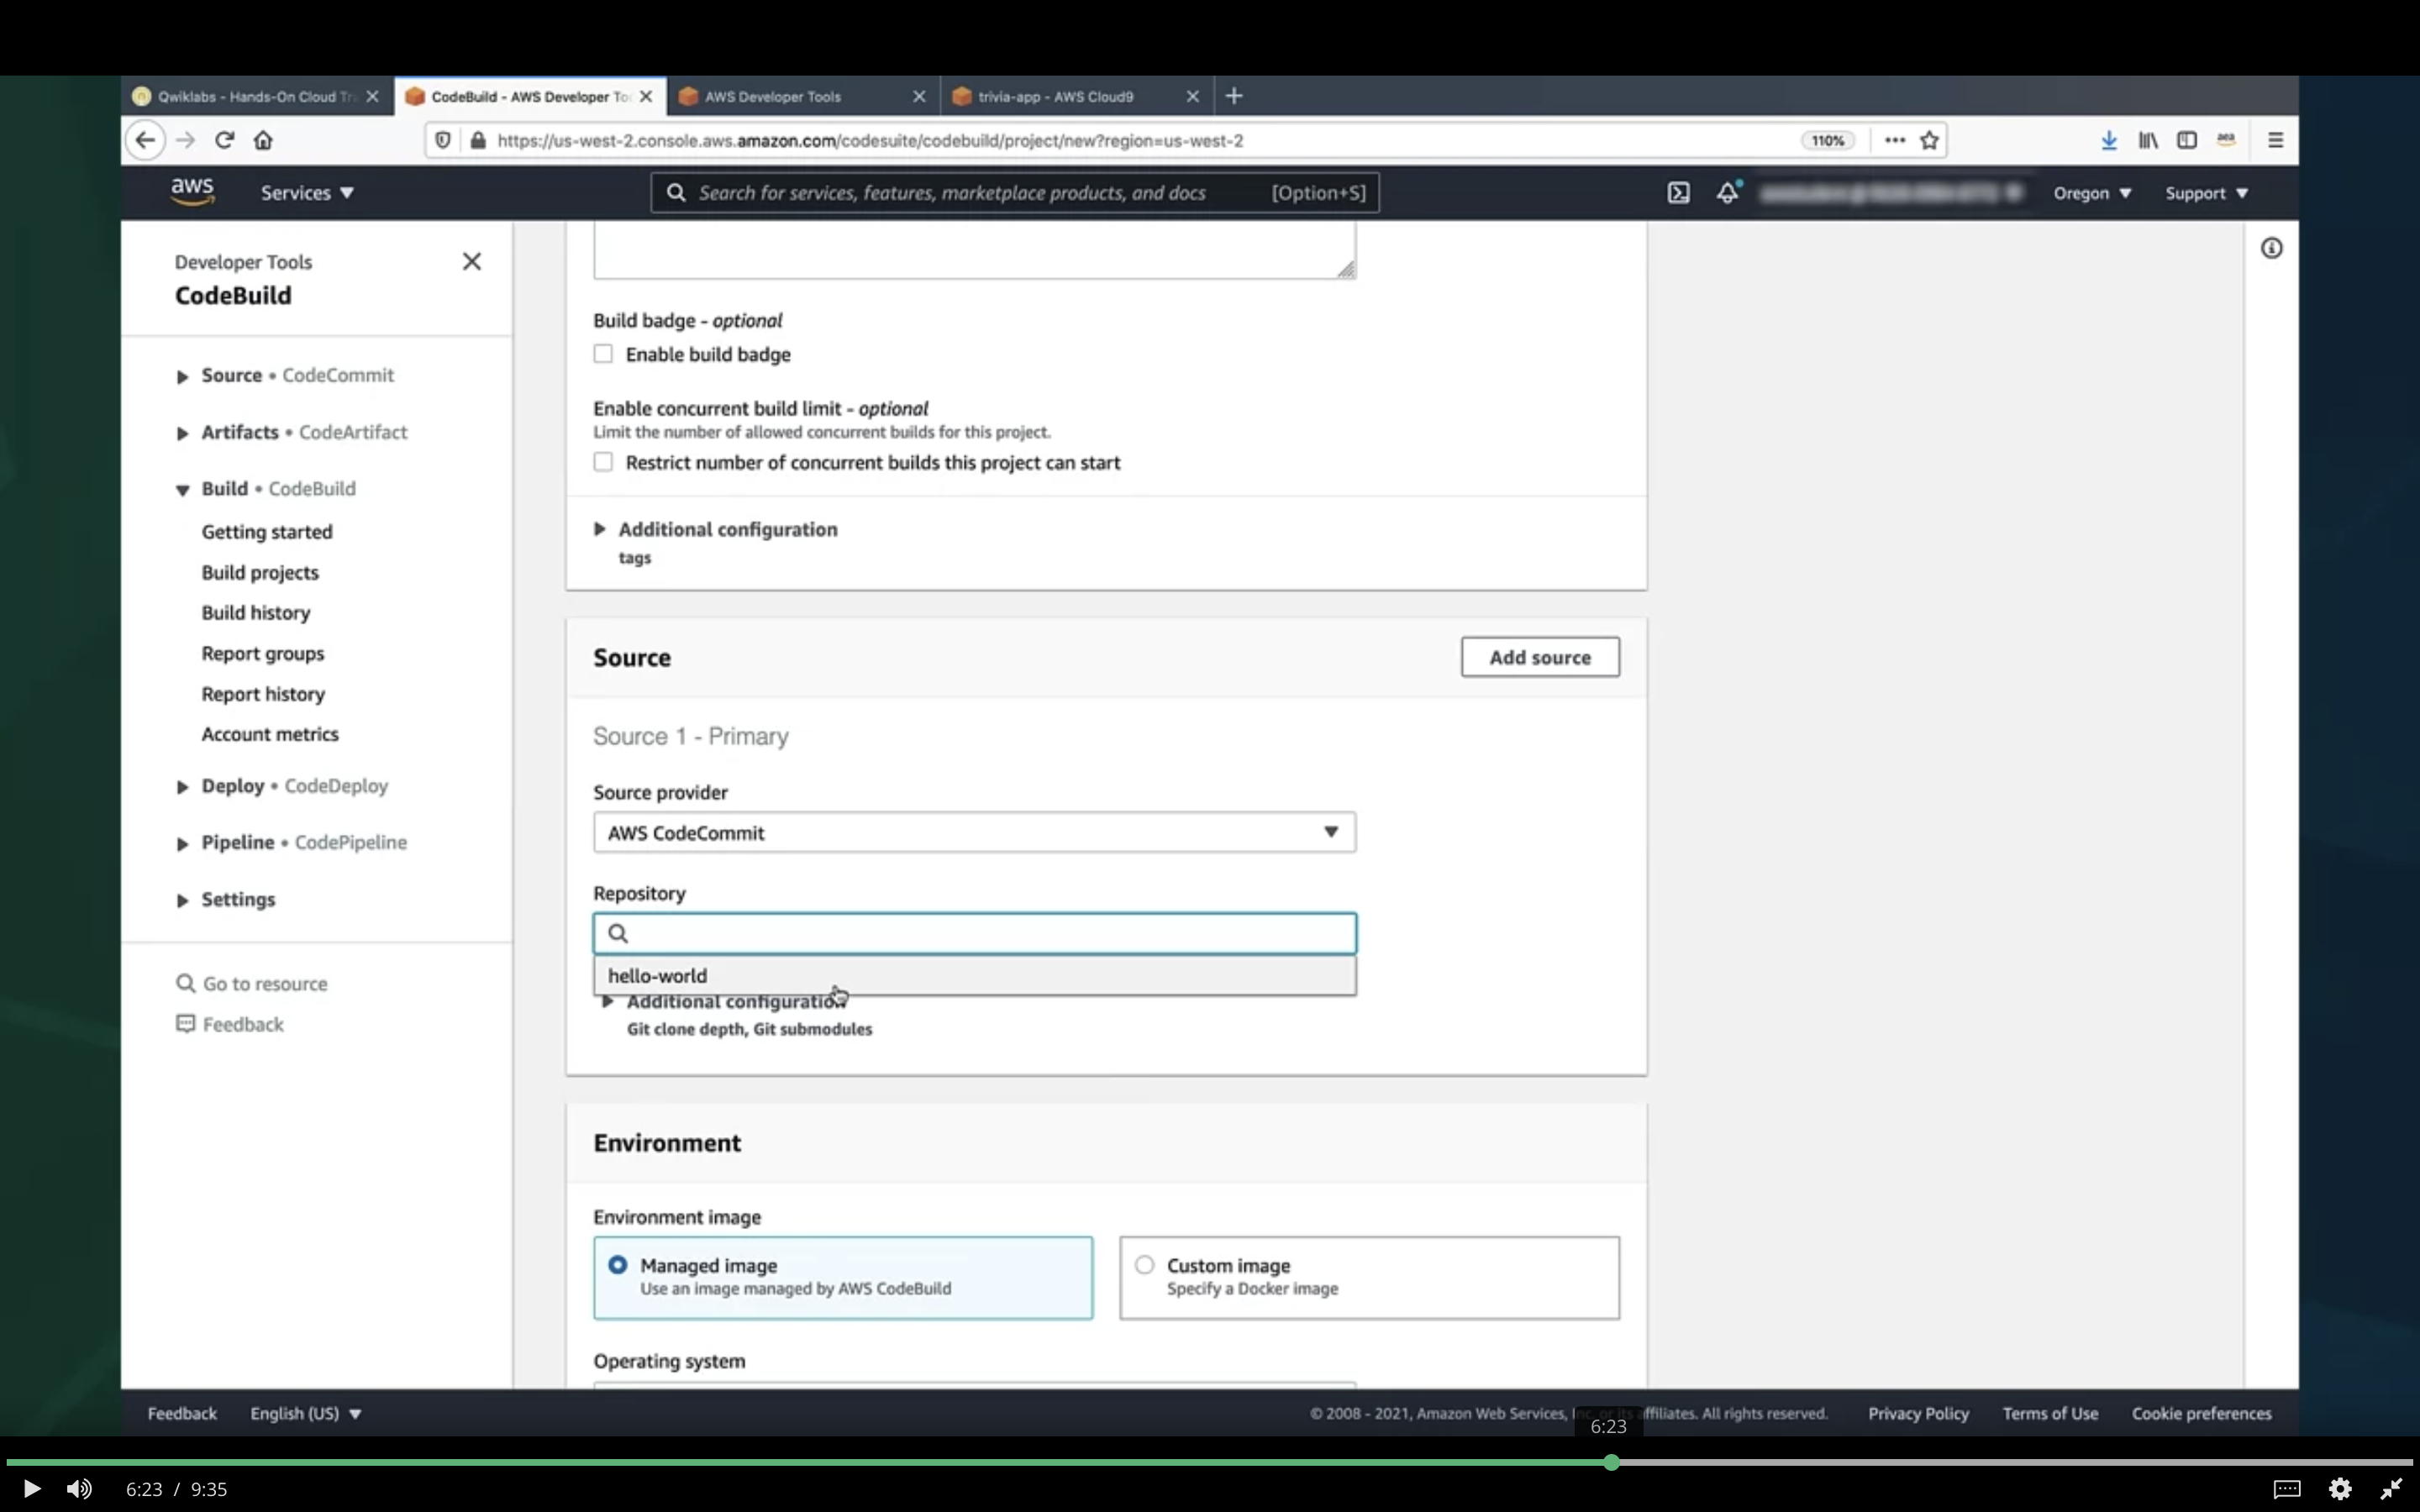 Qwiklabs - Hands-On Cloud Tr
CodeBuild - AWS Developer To
AWS Developer Tools
trivia-app - AWS Cloud9
https://us-west-2.console.aws.amazon.com/codesuite/codebuild/project/new?region=us-west-2
110%
aws
Services
Search for services, features, marketplace products, and docs
[Option+S]
Oregon
Support
Developer Tools
CodeBuild
Source • CodeCommit
Artifacts • CodeArtifact
Build • CodeBuild
Getting started
Build projects
Build history
Report groups
Report history
Account metrics
Deploy • CodeDeploy
Pipeline • CodePipeline
Settings
Go to resource
Feedback
Build badge - optional
Enable build badge
Enable concurrent build limit - optional
Limit the number of allowed concurrent builds for this project.
Restrict number of concurrent builds this project can start
Additional configuration
tags
Source
Add source
Source 1 - Primary
Source provider
AWS CodeCommit
Repository
hello-world
Additional configuration
Git clone depth, Git submodules
Environment
Environment image
Managed image
Use an image managed by AWS CodeBuild
Custom image
Specify a Docker image
Operating system
Feedback
English (US)
© 2008 - 2021, Amazon Web Services, Inc. or its affiliates. All rights reserved.
Privacy Policy
Terms of Use
Cookie preferences
6:23
6:23 / 9:35